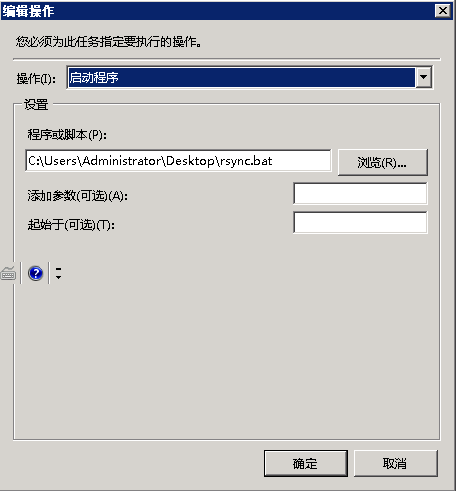 编辑操作
您必须为此任务指定要执行的操作。
操作(I): 启动程序
设置
程序或脚本(P):
C:\Users\Administrator\Desktop\rsync.bat 浏览(R)...
添加参数(可选)(A):
起始于(可选)(T):
确定 取消